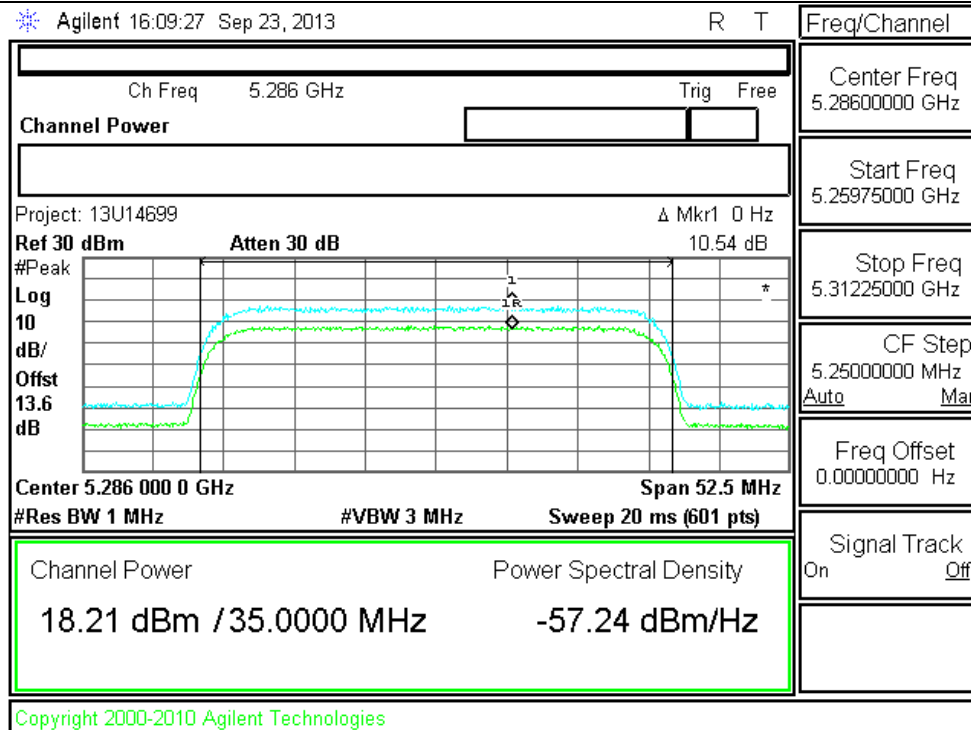 Agilent 16:09:27 Sep 23, 2013 R T
Ch Freq 5.286 GHz Trig Free
Channel Power
Project: 13U14699
Δ Mkr1 0 Hz
Ref 30 dBm Atten 30 dB 10.54 dB
#Peak
Log
10
dB/
Offst
13.6
dB
1
1R
*
Center 5.286 000 0 GHz Span 52.5 MHz
#Res BW 1 MHz #VBW 3 MHz Sweep 20 ms (601 pts)
Channel Power Power Spectral Density
18.21 dBm / 35.0000 MHz -57.24 dBm/Hz
Copyright 2000-2010 Agilent Technologies
Freq/Channel
Center Freq
5.28600000 GHz
Start Freq
5.25975000 GHz
Stop Freq
5.31225000 GHz
CF Step
5.25000000 MHz
Auto Man
Freq Offset
0.00000000 Hz
Signal Track
On Off